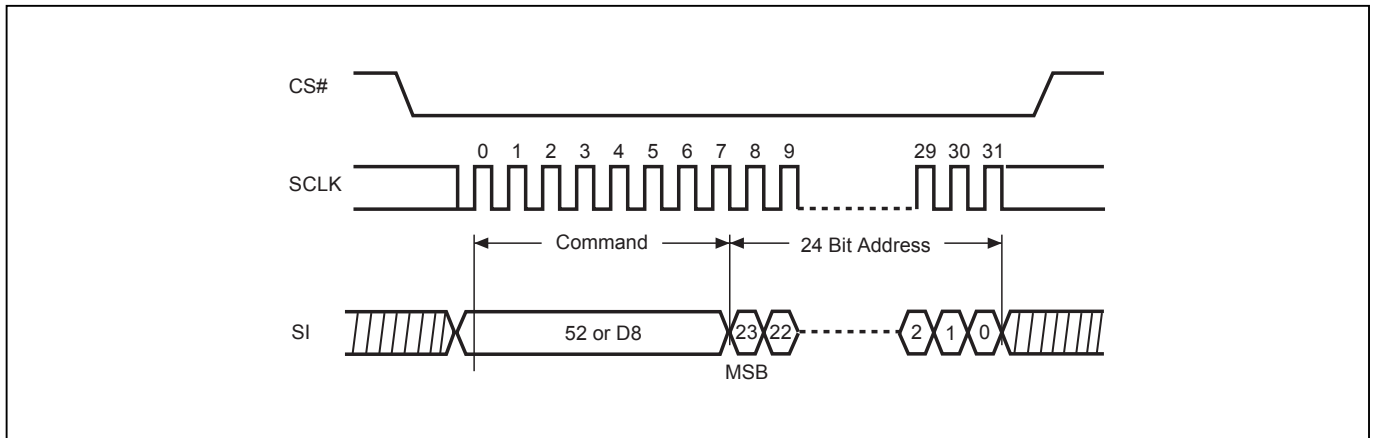 CS#
0 1 2 3 4 5 6 7 8 9 29 30 31
SCLK
Command 24 Bit Address
SI 52 or D8 23 22 2 1 0
MSB